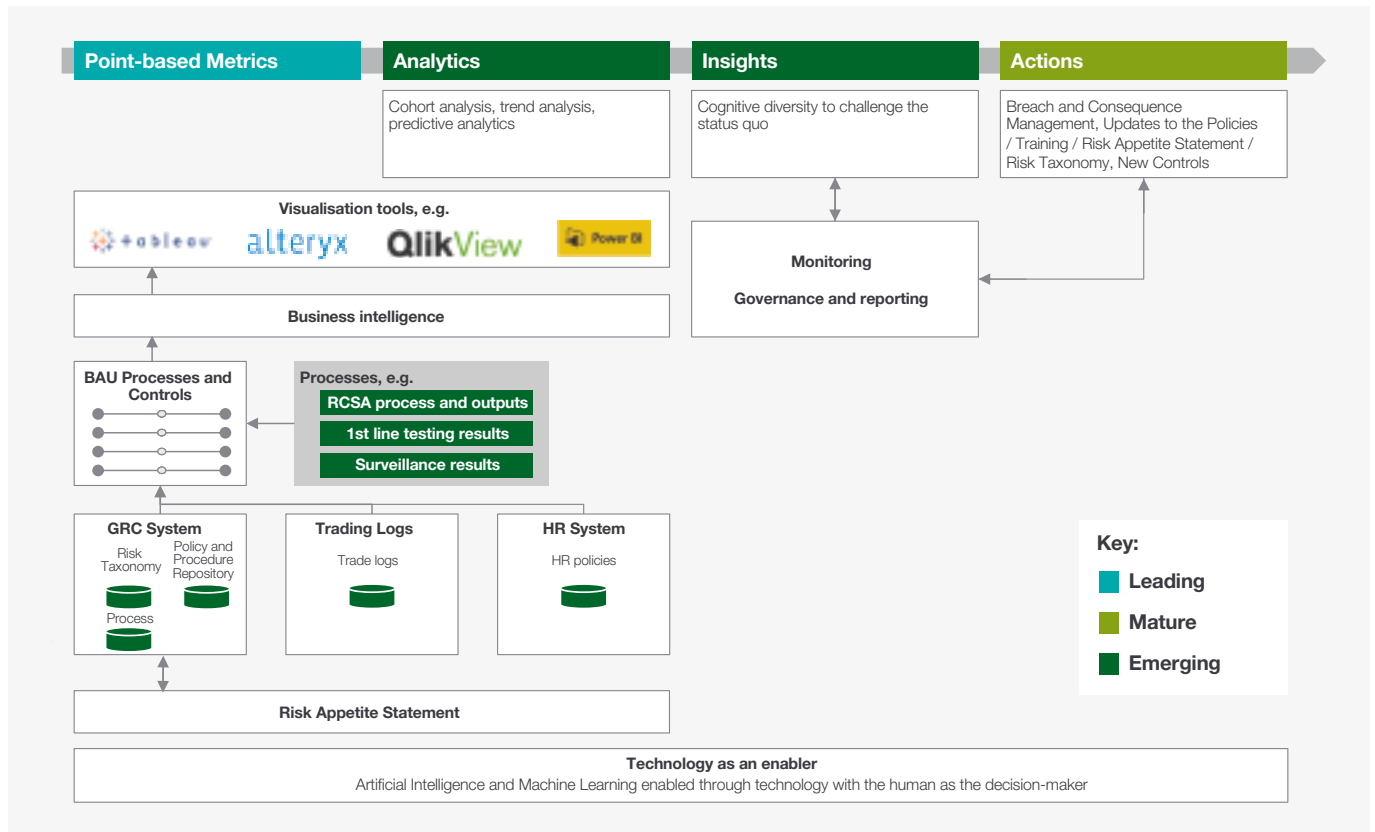 Point-based Metrics
Analytics
Insights
Actions
Cohort analysis, trend analysis,
predictive analytics
Cognitive diversity to challenge the
status quo
Breach and Consequence
Management, Updates to the Policies
/ Training / Risk Appetite Statement /
Risk Taxonomy, New Controls
Visualisation tools, e.g.
+ableau
alteryx
QlikView
Power BI
Monitoring
Governance and reporting
Business intelligence
BAU Processes and
Controls
Processes, e.g.
RCSA process and outputs
1st line testing results
Surveillance results
GRC System
Risk
Taxonomy
Policy and
Procedure
Repository
Process
Trading Logs
Trade logs
HR System
HR policies
Key:
Leading
Mature
Emerging
Risk Appetite Statement
Technology as an enabler
Artificial Intelligence and Machine Learning enabled through technology with the human as the decision-maker